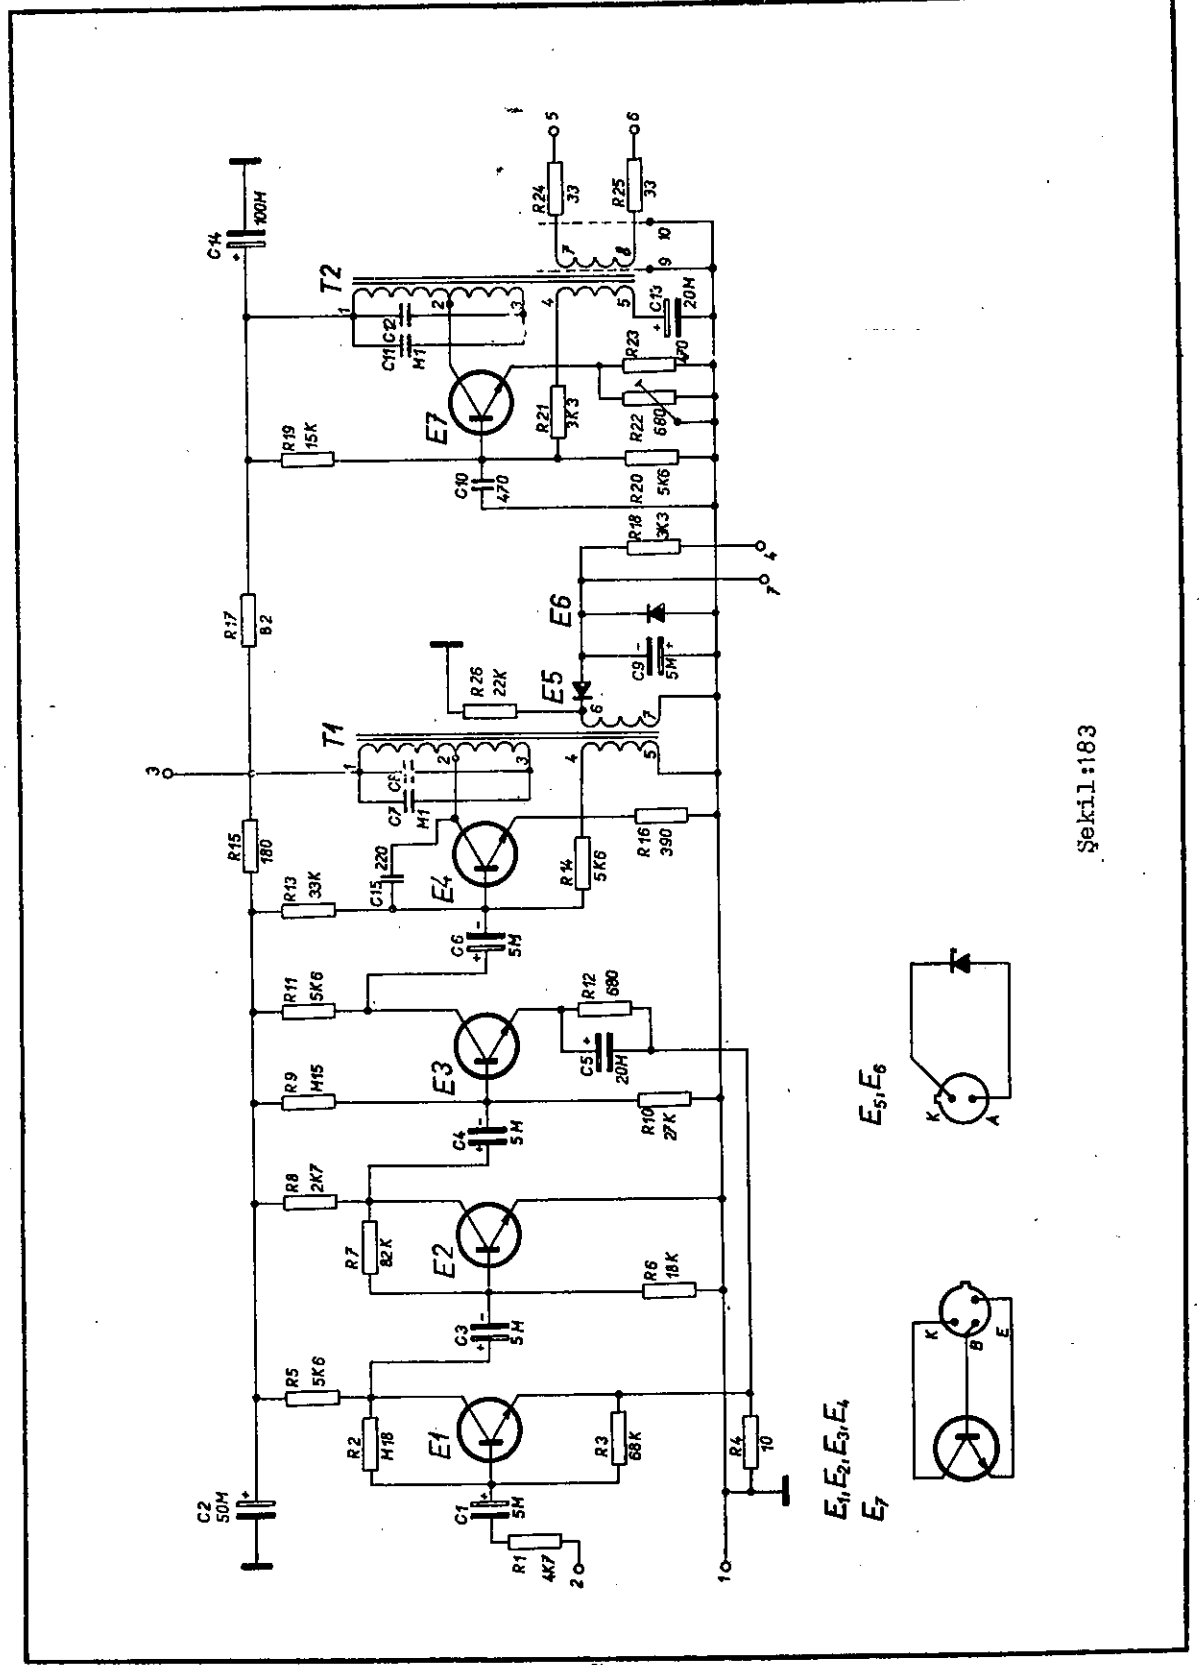 C2
50M
R5
5K6
R8
2K7
R9
M15
R11
5K6
R13
33K
R15
180
3
R17
82
R19
15K
C14
100M
R2
M18
R7
82K
C15
220
C7
M1
C8
T1
1
2
3
R26
22K
C11
M1
C12
T2
1
2
3
C1
5M
E1
C3
5M
E2
C4
5M
E3
C6
5M
E4
C10
470
E7
R1
4K7
2
R3
68K
R6
18K
R10
27K
C5
20M
R12
680
R14
5K6
R16
390
4
5
6
7
E5
E6
C9
5M
R18
3K3
R20
5K6
R21
3K3
R22
680
R23
470
4
5
C13
20M
7
8
9
10
R24
33
5
R25
33
6
1
R4
10
7
4
E1, E2, E3, E4
E7
K
B
E
E5, E6
K
A
Şekil:183